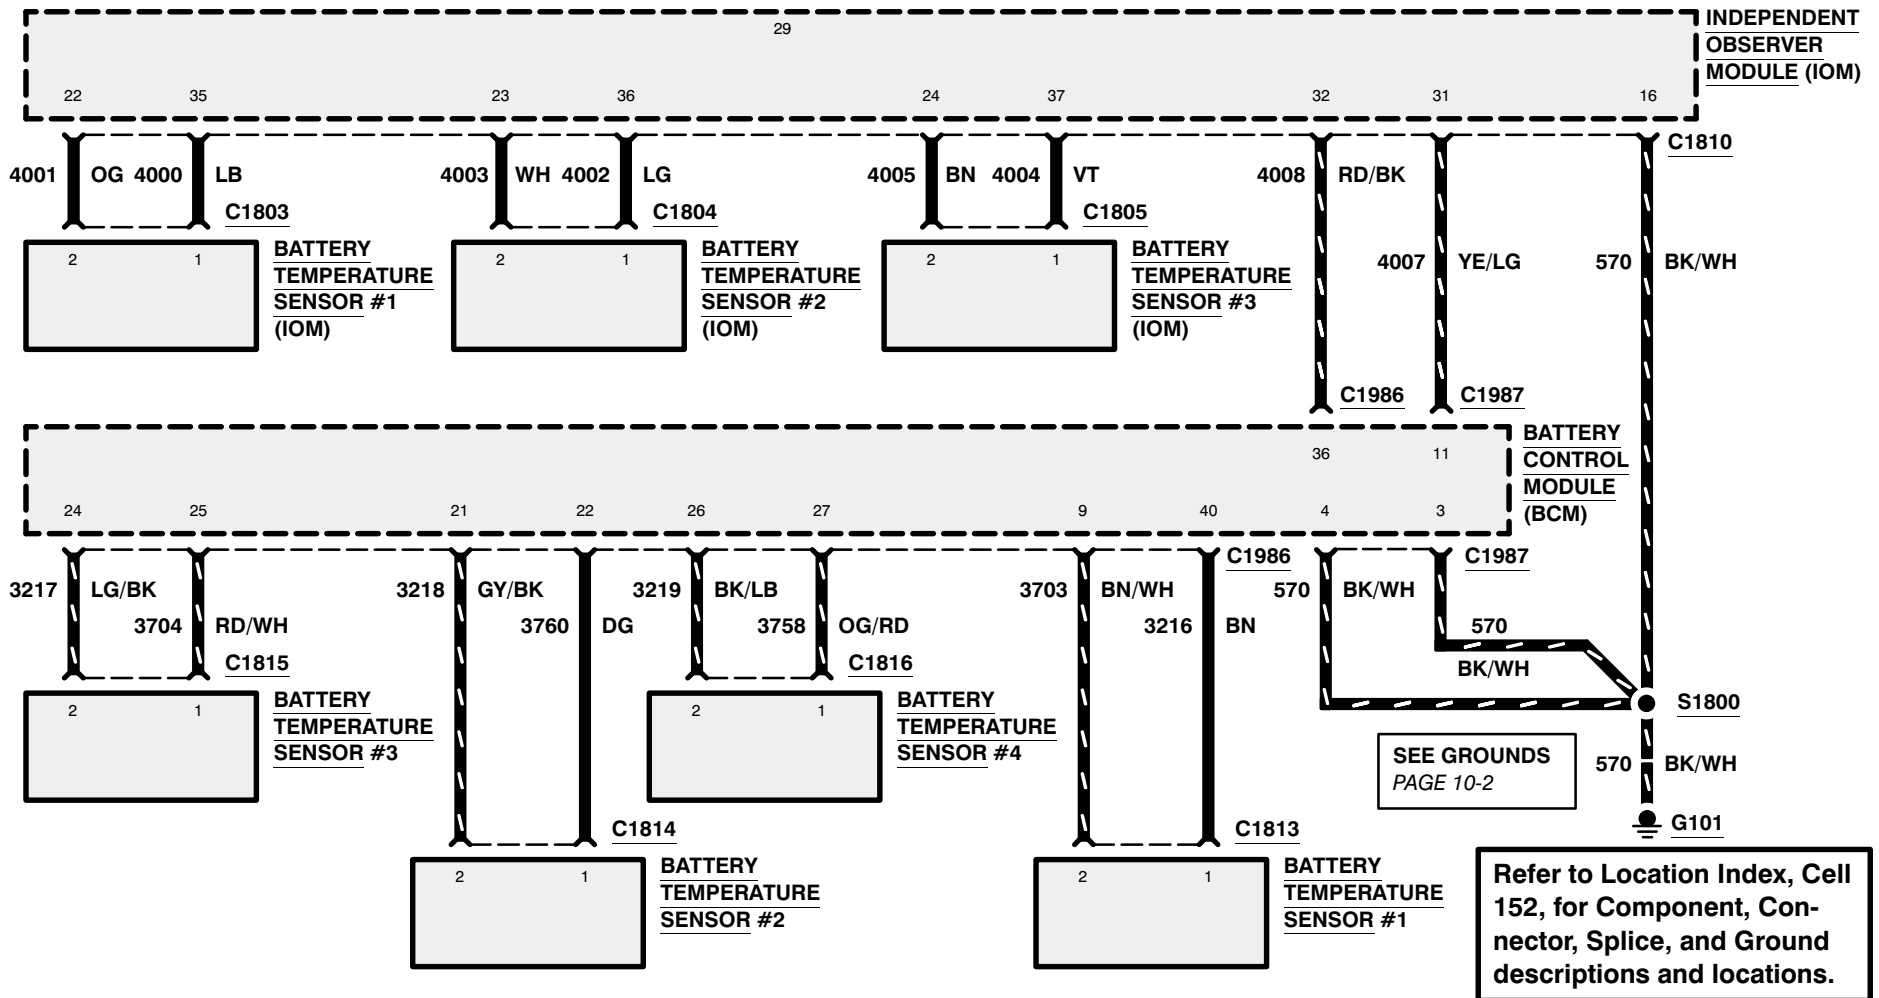 29
INDEPENDENT
OBSERVER
MODULE (IOM)
22 35 23 36 24 37 32 31 16
C1810
4001 OG 4000 LB 4003 WH 4002 LG 4005 BN 4004 VT 4008 RD/BK
C1803 C1804 C1805
2 1 BATTERY
TEMPERATURE
SENSOR #1
(IOM)
2 1 BATTERY
TEMPERATURE
SENSOR #2
(IOM)
2 1 BATTERY
TEMPERATURE
SENSOR #3
(IOM)
4007 YE/LG 570 BK/WH
C1986 C1987
BATTERY
CONTROL
MODULE
(BCM)
36 11
24 25 21 22 26 27 9 40 4 3
C1986 C1987
3217 LG/BK 3218 GY/BK 3219 BK/LB 3703 BN/WH 570 BK/WH
3704 RD/WH 3760 DG 3758 OG/RD 3216 BN 570
C1815 C1816 BK/WH
2 1 BATTERY
TEMPERATURE
SENSOR #3
2 1 BATTERY
TEMPERATURE
SENSOR #4
S1800
SEE GROUNDS
PAGE 10-2
570 BK/WH
C1814 C1813 G101
2 1 BATTERY
TEMPERATURE
SENSOR #2
2 1 BATTERY
TEMPERATURE
SENSOR #1
Refer to Location Index, Cell
152, for Component, Con-
nector, Splice, and Ground
descriptions and locations.